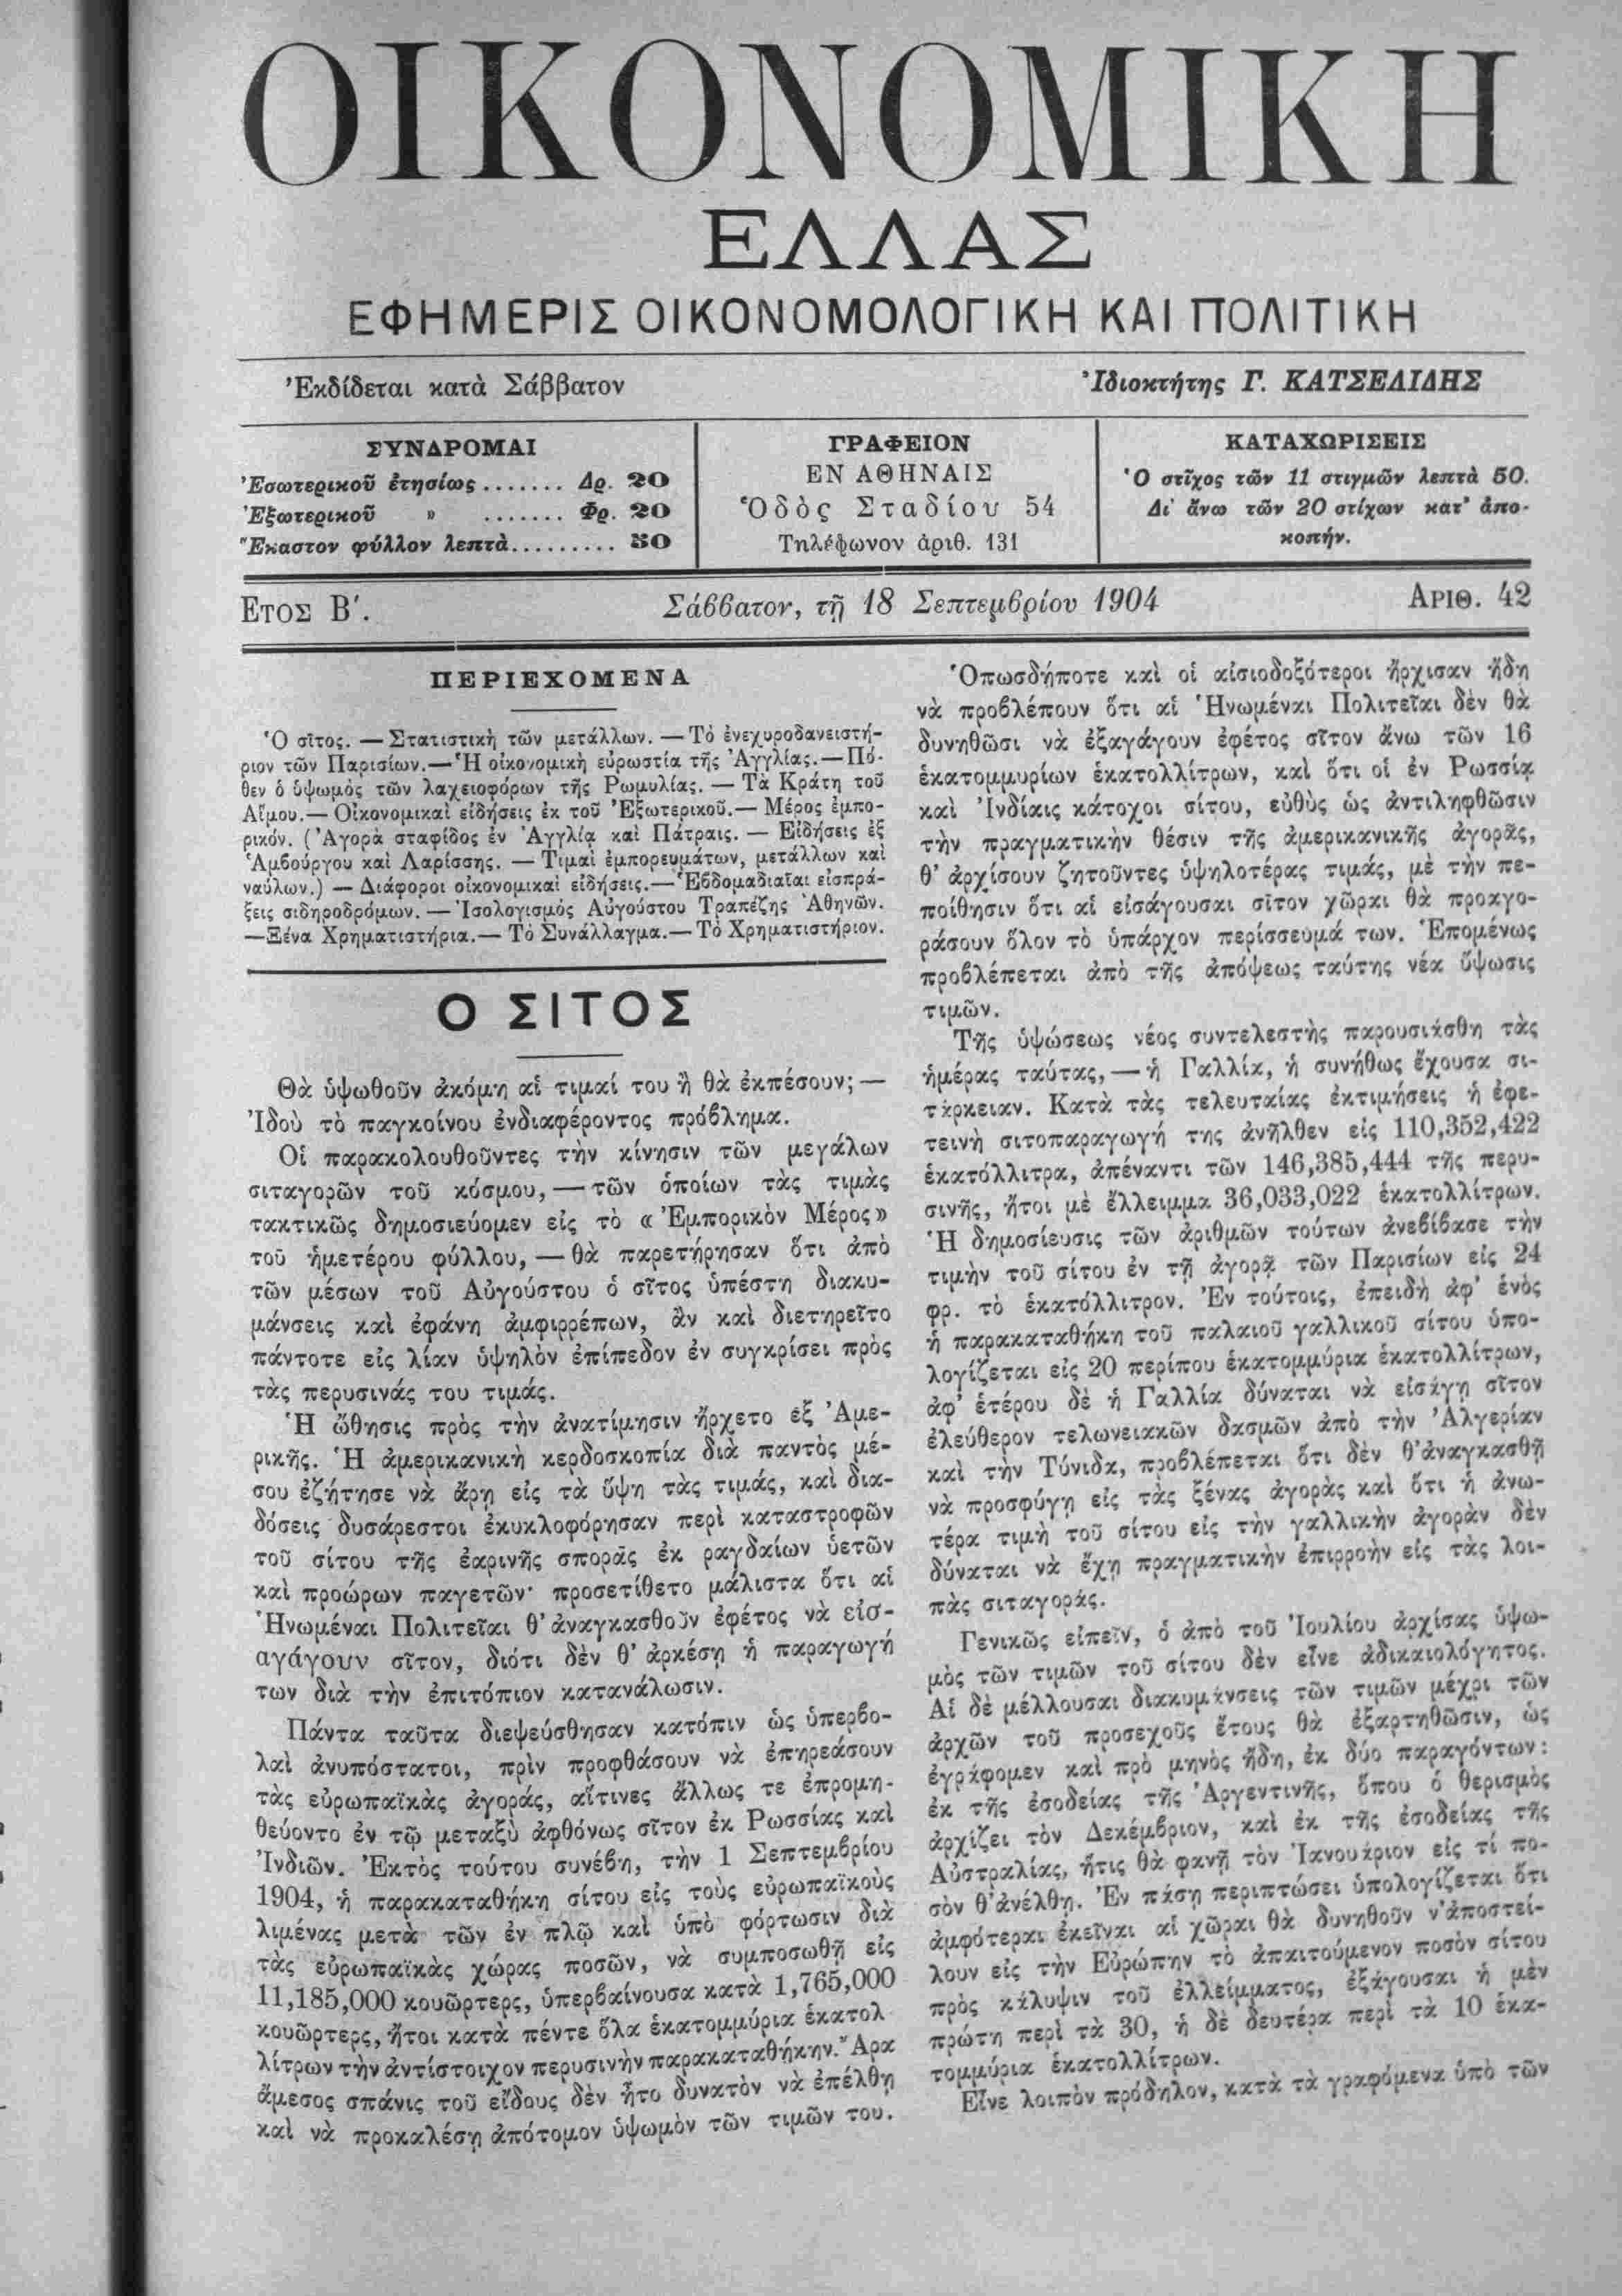 ΟΙΚΟΝΟΜΙΚΗ
ΕΛΛΑΣ
ΕΦΗΜΕΡΙΣ ΟΙΚΟΝΟΜΟΛΟΓΙΚΗ ΚΑΙ ΠΟΛΙΤΙΚΗ
Ἐκδίδεται κατὰ Σάββατον
Ἰδιοκτήτης Γ. ΚΑΤΣΕΛΙΔΗΣ
ΣΥΝΔΡΟΜΑΙ
Ἐσωτερικοῦ ἐτησίως ....... Δρ. 20
Ἐξωτερικοῦ » ....... Φρ. 20
Ἕκαστον φύλλον λεπτὰ......... 50
ΓΡΑΦΕΙΟΝ
ΕΝ ΑΘΗΝΑΙΣ
Ὁδὸς Σταδίου 54
Τηλέφωνον ἀριθ. 131
ΚΑΤΑΧΩΡΙΣΕΙΣ
Ὁ στῖχος τῶν 11 στιγμῶν λεπτὰ 50.
Δι' ἄνω τῶν 20 στίχων κατ' ἀπο-
κοπήν.
ΕΤΟΣ Β΄.
Σάββατον, τῇ 18 Σεπτεμβρίου 1904
ΑΡΙΘ. 42
ΠΕΡΙΕΧΟΜΕΝΑ
Ὁ σῖτος. — Στατιστικὴ τῶν μετάλλων. — Τὸ ἐνεχυροδανειστή-
ριον τῶν Παρισίων.—Ἡ οἰκονομικὴ εὐρωστία τῆς Ἀγγλίας.—Πό-
θεν ὁ ὑψωμὸς τῶν λαχειοφόρων τῆς Ρωμυλίας. — Τὰ Κράτη τοῦ
Αἵμου.— Οἰκονομικαὶ εἰδήσεις ἐκ τοῦ Ἐξωτερικοῦ.— Μέρος ἐμπο-
ρικόν. (Ἀγορὰ σταφίδος ἐν Ἀγγλίᾳ καὶ Πάτραις. — Εἰδήσεις ἐξ
Ἁμβούργου καὶ Λαρίσσης. — Τιμαὶ ἐμπορευμάτων, μετάλλων καὶ
ναύλων.) — Διάφοροι οἰκονομικαὶ εἰδήσεις.—Ἑβδομαδιαῖαι εἰσπρά-
ξεις σιδηροδρόμων. — Ἰσολογισμὸς Αὐγούστου Τραπέζης Ἀθηνῶν.
—Ξένα Χρηματιστήρια.— Τὸ Συνάλλαγμα.— Τὸ Χρηματιστήριον.
Ο ΣΙΤΟΣ
Θὰ ὑψωθοῦν ἀκόμη αἱ τιμαί του ἢ θὰ ἐκπέσουν; —
Ἰδοὺ τὸ παγκοίνου ἐνδιαφέροντος πρόβλημα.
Οἱ παρακολουθοῦντες τὴν κίνησιν τῶν μεγάλων
σιταγορῶν τοῦ κόσμου, — τῶν ὁποίων τὰς τιμὰς
τακτικῶς δημοσιεύομεν εἰς τὸ «Ἐμπορικὸν Μέρος»
τοῦ ἡμετέρου φύλλου, — θὰ παρετήρησαν ὅτι ἀπὸ
τῶν μέσων τοῦ Αὐγούστου ὁ σῖτος ὑπέστη διακυ-
μάνσεις καὶ ἐφάνη ἀμφιρρέπων, ἂν καὶ διετηρεῖτο
πάντοτε εἰς λίαν ὑψηλὸν ἐπίπεδον ἐν συγκρίσει πρὸς
τὰς περυσινάς του τιμάς.
Ἡ ὤθησις πρὸς τὴν ἀνατίμησιν ἤρχετο ἐξ Ἀμε-
ρικῆς. Ἡ ἀμερικανικὴ κερδοσκοπία διὰ παντὸς μέ-
σου ἐζήτησε νὰ ἄρῃ εἰς τὰ ὕψη τὰς τιμάς, καὶ δια-
δόσεις δυσάρεστοι ἐκυκλοφόρησαν περὶ καταστροφῶν
τοῦ σίτου τῆς ἐαρινῆς σπορᾶς ἐκ ραγδαίων ὑετῶν
καὶ προώρων παγετῶν· προσετίθετο μάλιστα ὅτι αἱ
Ἡνωμέναι Πολιτεῖαι θ' ἀναγκασθοῦν ἐφέτος νὰ εἰσ-
αγάγουν σῖτον, διότι δὲν θ' ἀρκέσῃ ἡ παραγωγή
των διὰ τὴν ἐπιτόπιον κατανάλωσιν.
Πάντα ταῦτα διεψεύσθησαν κατόπιν ὡς ὑπερβο-
λαὶ ἀνυπόστατοι, πρὶν προφθάσουν νὰ ἐπηρεάσουν
τὰς εὐρωπαϊκὰς ἀγοράς, αἵτινες ἄλλως τε ἐπρομη-
θεύοντο ἐν τῷ μεταξὺ ἀφθόνως σῖτον ἐκ Ρωσσίας καὶ
Ἰνδιῶν. Ἐκτὸς τούτου συνέβη, τὴν 1 Σεπτεμβρίου
1904, ἡ παρακαταθήκη σίτου εἰς τοὺς εὐρωπαϊκοὺς
λιμένας μετὰ τῶν ἐν πλῷ καὶ ὑπὸ φόρτωσιν διὰ
τὰς εὐρωπαϊκὰς χώρας ποσῶν, νὰ συμποσωθῇ εἰς
11,185,000 κουῶρτερς, ὑπερβαίνουσα κατὰ 1,765,000
κουῶρτερς, ἤτοι κατὰ πέντε ὅλα ἑκατομμύρια ἑκατολ
λίτρων τὴν ἀντίστοιχον περυσινὴν παρακαταθήκην. Ἄρα
ἄμεσος σπάνις τοῦ εἴδους δὲν ἦτο δυνατὸν νὰ ἐπέλθῃ
καὶ νὰ προκαλέσῃ ἀπότομον ὑψωμὸν τῶν τιμῶν του.
Ὁπωσδήποτε καὶ οἱ αἰσιοδοξότεροι ἤρχισαν ἤδη
νὰ προβλέπουν ὅτι αἱ Ἡνωμέναι Πολιτεῖαι δὲν θὰ
δυνηθῶσι νὰ ἐξαγάγουν ἐφέτος σῖτον ἄνω τῶν 16
ἑκατομμυρίων ἑκατολλίτρων, καὶ ὅτι οἱ ἐν Ρωσσίᾳ
καὶ Ἰνδίαις κάτοχοι σίτου, εὐθὺς ὡς ἀντιληφθῶσιν
τὴν πραγματικὴν θέσιν τῆς ἀμερικανικῆς ἀγορᾶς,
θ' ἀρχίσουν ζητοῦντες ὑψηλοτέρας τιμάς, μὲ τὴν πε-
ποίθησιν ὅτι αἱ εἰσάγουσαι σῖτον χῶραι θὰ προαγο-
ράσουν ὅλον τὸ ὑπάρχον περίσσευμά των. Ἑπομένως
προβλέπεται ἀπὸ τῆς ἀπόψεως ταύτης νέα ὕψωσις
τιμῶν.
Τῆς ὑψώσεως νέος συντελεστὴς παρουσιάσθη τὰς
ἡμέρας ταύτας, — ἡ Γαλλία, ἡ συνήθως ἔχουσα σι-
τάρκειαν. Κατὰ τὰς τελευταίας ἐκτιμήσεις ἡ ἐφε-
τεινὴ σιτοπαραγωγή της ἀνῆλθεν εἰς 110,352,422
ἑκατόλλιτρα, ἀπέναντι τῶν 146,385,444 τῆς περυ-
σινῆς, ἤτοι μὲ ἔλλειμμα 36,033,022 ἑκατολλίτρων.
Ἡ δημοσίευσις τῶν ἀριθμῶν τούτων ἀνεβίβασε τὴν
τιμὴν τοῦ σίτου ἐν τῇ ἀγορᾷ τῶν Παρισίων εἰς 24
φρ. τὸ ἑκατόλλιτρον. Ἐν τούτοις, ἐπειδὴ ἀφ' ἑνὸς
ἡ παρακαταθήκη τοῦ παλαιοῦ γαλλικοῦ σίτου ὑπο-
λογίζεται εἰς 20 περίπου ἑκατομμύρια ἑκατολλίτρων,
ἀφ' ἑτέρου δὲ ἡ Γαλλία δύναται νὰ εἰσάγῃ σῖτον
ἐλεύθερον τελωνειακῶν δασμῶν ἀπὸ τὴν Ἀλγερίαν
καὶ τὴν Τύνιδα, προβλέπεται ὅτι δὲν θ' ἀναγκασθῇ
νὰ προσφύγῃ εἰς τὰς ξένας ἀγορὰς καὶ ὅτι ἡ ἀνω-
τέρα τιμὴ τοῦ σίτου εἰς τὴν γαλλικὴν ἀγορὰν δὲν
δύναται νὰ ἔχῃ πραγματικὴν ἐπιρροὴν εἰς τὰς λοι-
πὰς σιταγοράς.
Γενικῶς εἰπεῖν, ὁ ἀπὸ τοῦ Ἰουλίου ἀρχίσας ὑψω-
μὸς τῶν τιμῶν τοῦ σίτου δὲν εἶνε ἀδικαιολόγητος.
Αἱ δὲ μέλλουσαι διακυμάνσεις τῶν τιμῶν μέχρι τῶν
ἀρχῶν τοῦ προσεχοῦς ἔτους θὰ ἐξαρτηθῶσιν, ὡς
ἐγράφομεν καὶ πρὸ μηνὸς ἤδη, ἐκ δύο παραγόντων:
ἐκ τῆς ἐσοδείας τῆς Ἀργεντινῆς, ὅπου ὁ θερισμὸς
ἀρχίζει τὸν Δεκέμβριον, καὶ ἐκ τῆς ἐσοδείας τῆς
Αὐστραλίας, ἥτις θὰ φανῇ τὸν Ἰανουάριον εἰς τί πο-
σὸν θ' ἀνέλθῃ. Ἐν πάσῃ περιπτώσει ὑπολογίζεται ὅτι
ἀμφότεραι ἐκεῖναι αἱ χῶραι θὰ δυνηθοῦν ν' ἀποστεί-
λουν εἰς τὴν Εὐρώπην τὸ ἀπαιτούμενον ποσὸν σίτου
πρὸς κάλυψιν τοῦ ἐλλείμματος, ἐξάγουσαι ἡ μὲν
πρώτη περὶ τὰ 30, ἡ δὲ δευτέρα περὶ τὰ 10 ἑκα-
τομμύρια ἑκατολλίτρων.
Εἶνε λοιπὸν πρόδηλον, κατὰ τὰ γραφόμενα ὑπὸ τῶν